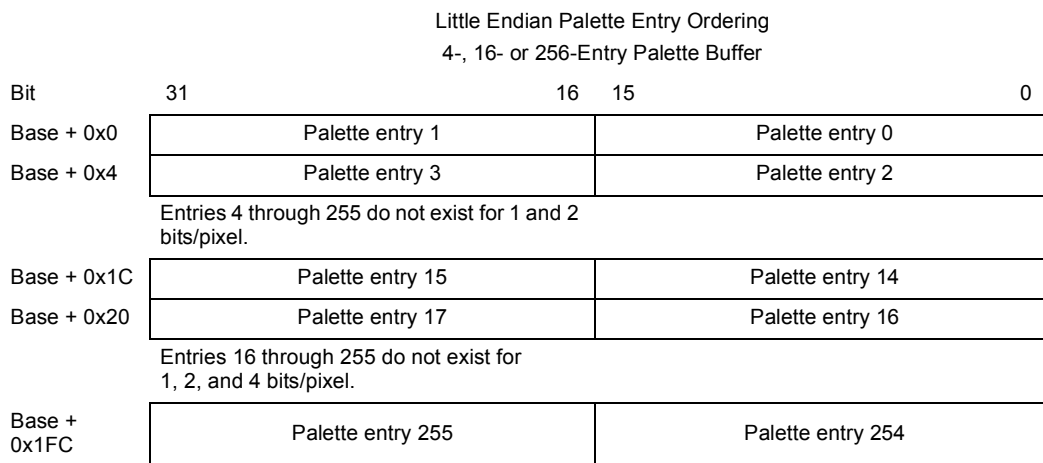 Little Endian Palette Entry Ordering
4-, 16- or 256-Entry Palette Buffer
Bit 31 16 15 0
Base + 0x0 Palette entry 1 Palette entry 0
Base + 0x4 Palette entry 3 Palette entry 2
Entries 4 through 255 do not exist for 1 and 2
bits/pixel.
Base + 0x1C Palette entry 15 Palette entry 14
Base + 0x20 Palette entry 17 Palette entry 16
Entries 16 through 255 do not exist for
1, 2, and 4 bits/pixel.
Base +
0x1FC Palette entry 255 Palette entry 254